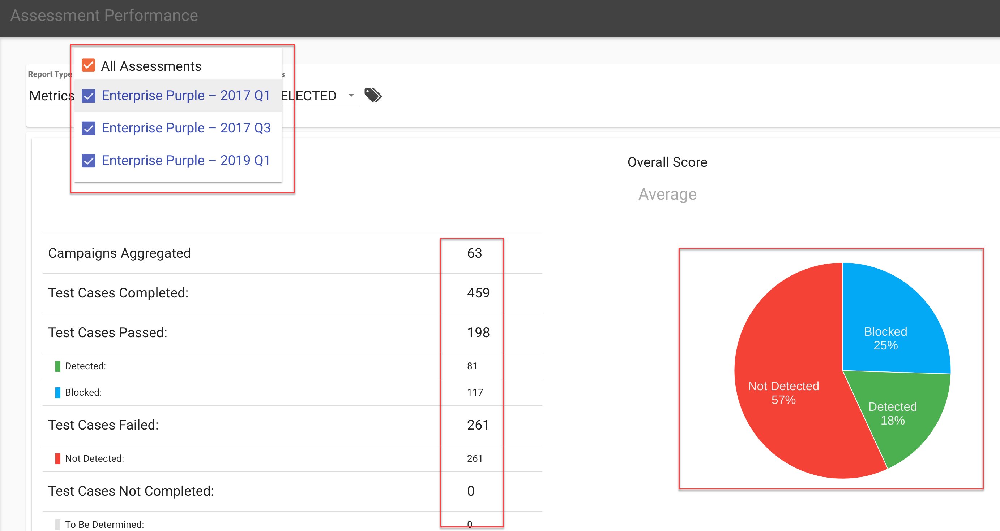 Assessment Performance
All Assessments
Report Type
s
Metrics
Enterprise Purple – 2017 Q1
ELECTED
Enterprise Purple – 2017 Q3
Enterprise Purple – 2019 Q1
Overall Score
Average
Campaigns Aggregated 63
Test Cases Completed: 459
Test Cases Passed: 198
Detected: 81
Blocked: 117
Test Cases Failed: 261
Not Detected: 261
Test Cases Not Completed: 0
To Be Determined: 0
Blocked
25%
Not Detected
57%
Detected
18%